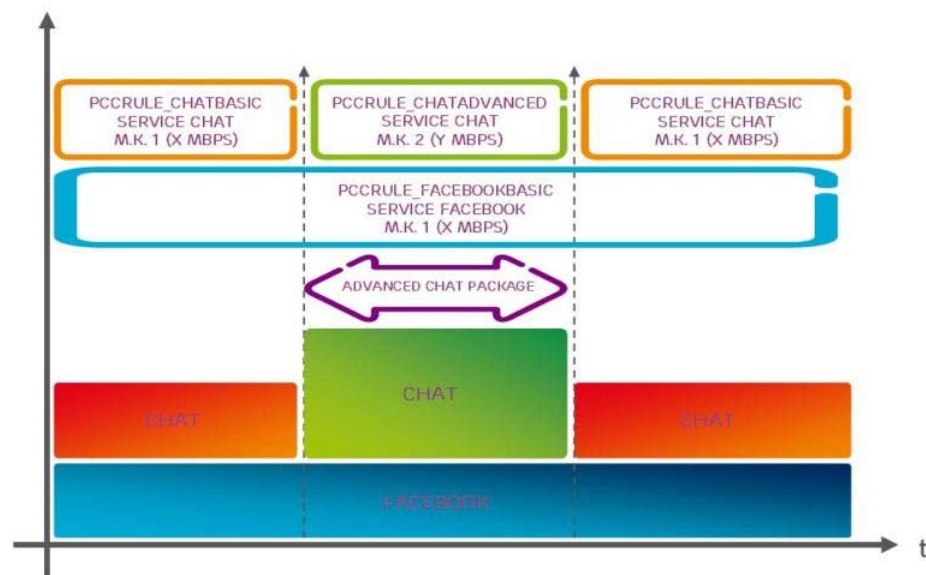 PCCRULE_CHATBASIC
SERVICE CHAT
M.K. 1 (X MBPS)
PCCRULE_CHATADVANCED
SERVICE CHAT
M.K. 2 (Y MBPS)
PCCRULE_CHATBASIC
SERVICE CHAT
M.K. 1 (X MBPS)
PCCRULE_FACEBOOKBASIC
SERVICE FACEBOOK
M.K. 1 (X MBPS)
ADVANCED CHAT PACKAGE
CHAT
CHAT
CHAT
FACEBOOK
t